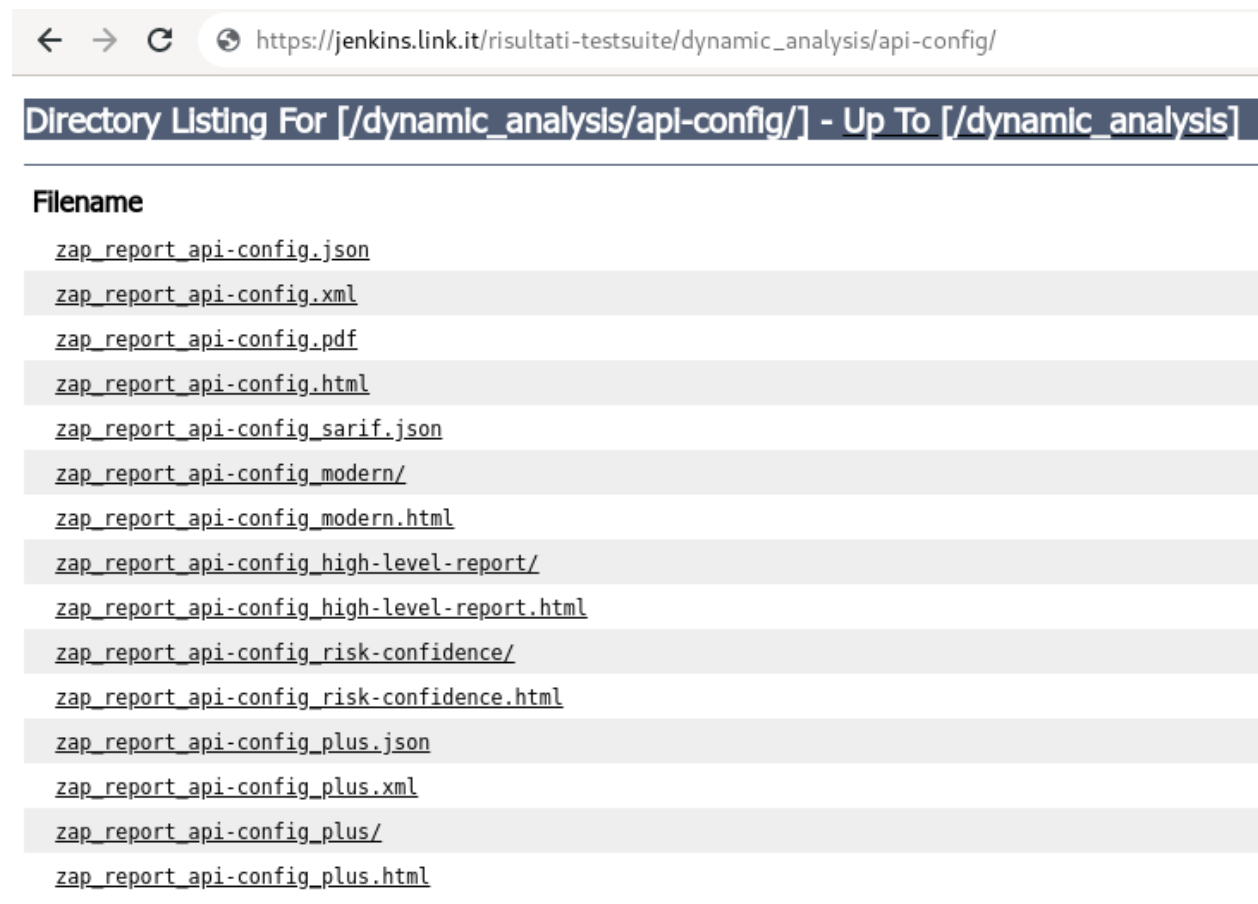 https://jenkins.link.it/risultati-testsuite/dynamic_analysis/api-config/
Directory Listing For [/dynamic_analysis/api-config/] - Up To [/dynamic_analysis]
Filename
zap_report_api-config.json
zap_report_api-config.xml
zap_report_api-config.pdf
zap_report_api-config.html
zap_report_api-config_sarif.json
zap_report_api-config_modern/
zap_report_api-config_modern.html
zap_report_api-config_high-level-report/
zap_report_api-config_high-level-report.html
zap_report_api-config_risk-confidence/
zap_report_api-config_risk-confidence.html
zap_report_api-config_plus.json
zap_report_api-config_plus.xml
zap_report_api-config_plus/
zap_report_api-config_plus.html